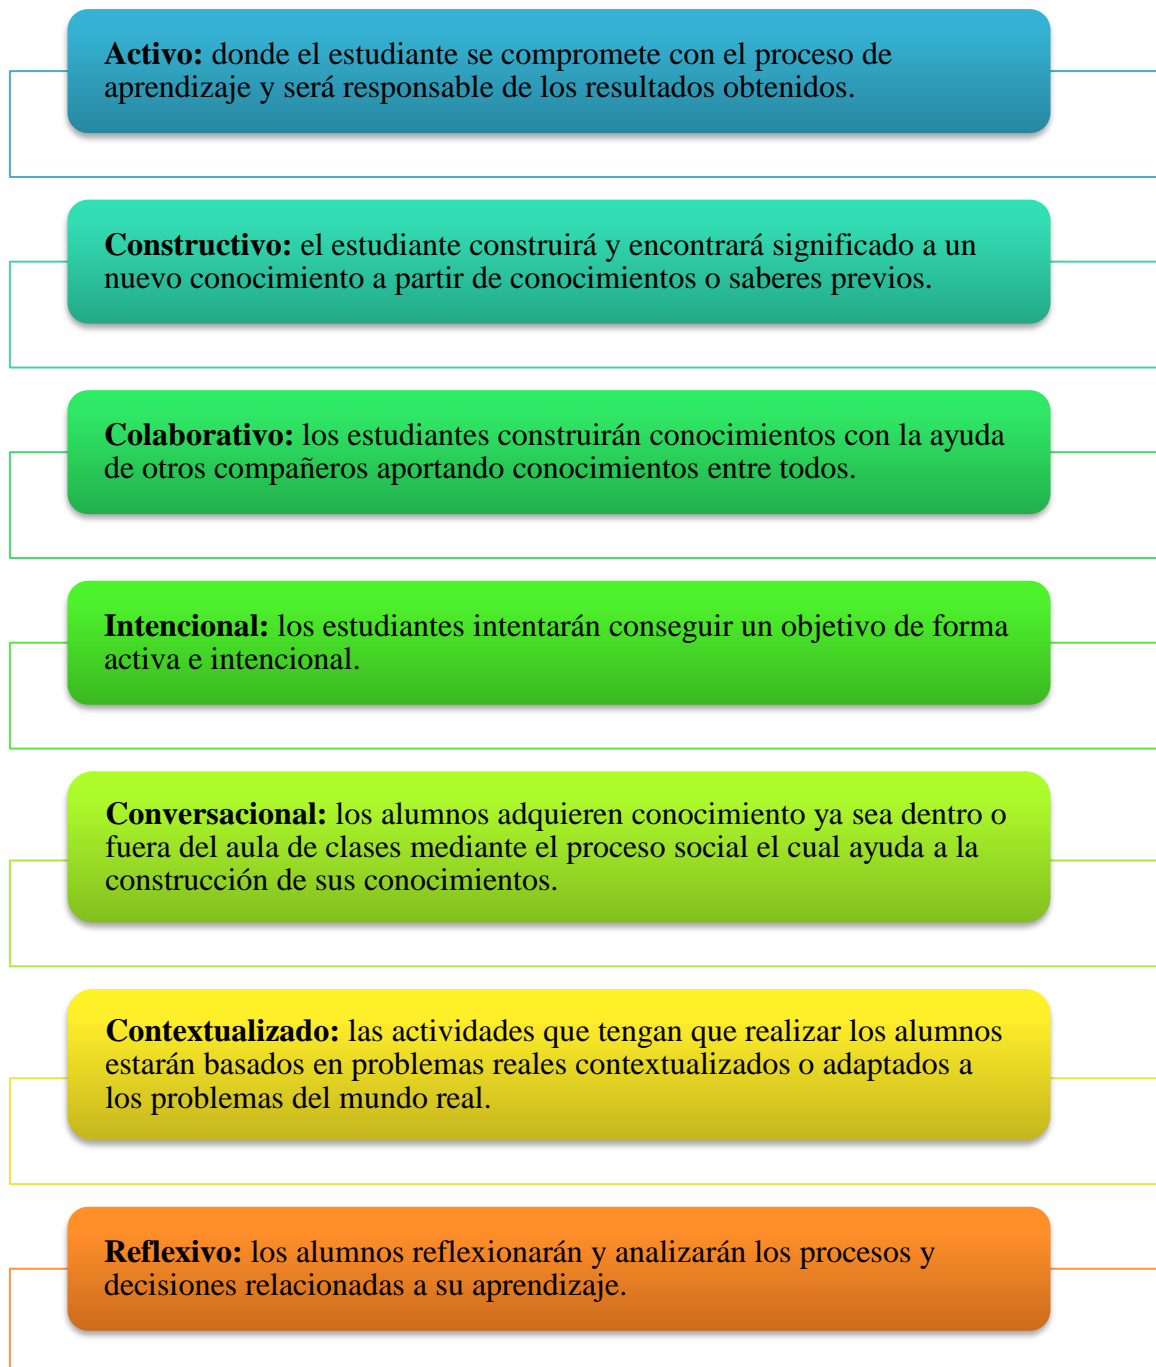 Activo: donde el estudiante se compromete con el proceso de
aprendizaje y será responsable de los resultados obtenidos.
Constructivo: el estudiante construirá y encontrará significado a un
nuevo conocimiento a partir de conocimientos o saberes previos.
Colaborativo: los estudiantes construirán conocimientos con la ayuda
de otros compañeros aportando conocimientos entre todos.
Intencional: los estudiantes intentarán conseguir un objetivo de forma
activa e intencional.
Conversacional: los alumnos adquieren conocimiento ya sea dentro o
fuera del aula de clases mediante el proceso social el cual ayuda a la
construcción de sus conocimientos.
Contextualizado: las actividades que tengan que realizar los alumnos
estarán basados en problemas reales contextualizados o adaptados a
los problemas del mundo real.
Reflexivo: los alumnos reflexionarán y analizarán los procesos y
decisiones relacionadas a su aprendizaje.